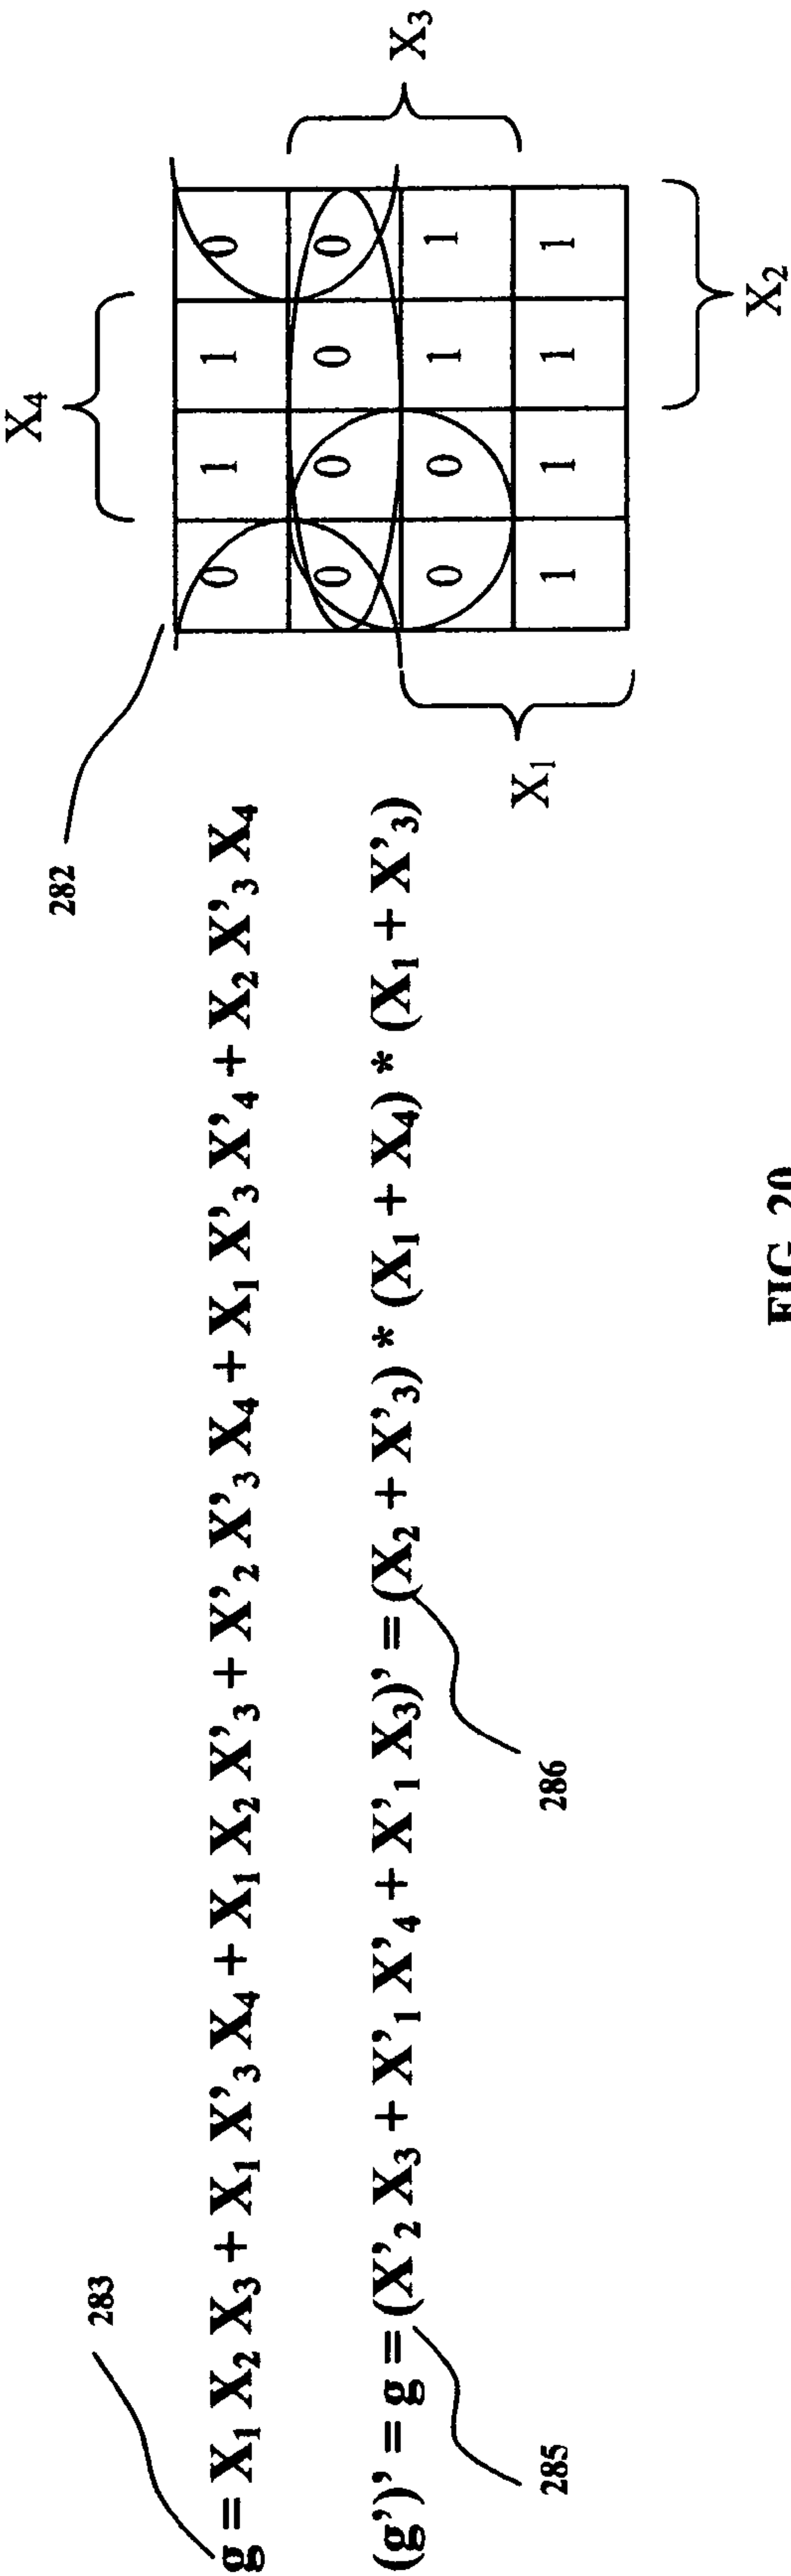 283
g = X₁ X₂ X₃ + X₁ X'₃ X₄ + X₁ X₂ X'₃ + X'₂ X'₃ X₄ + X₁ X'₃ X'₄ + X₂ X'₃ X₄
(g')' = g = (X'₂ X₃ + X'₁ X'₄ + X'₁ X₃)' = (X₂ + X'₃) * (X₁ + X₄) * (X₁ + X'₃)
285
286
282
X₄
0 1 1 0
0 0 0 0
0 0 1 1
1 1 1 1
X₃
X₁
X₂
FIG. 20